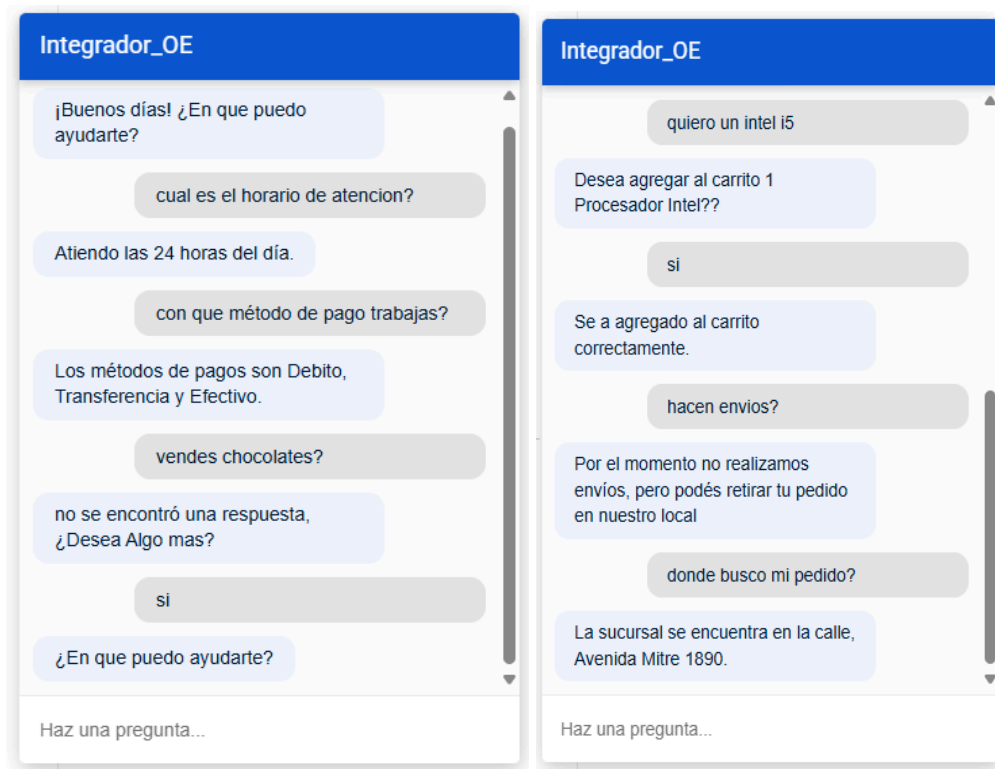 Integrador_OE
¡Buenos días! ¿En que puedo
ayudarte?
cual es el horario de atencion?
Atiendo las 24 horas del día.
con que método de pago trabajas?
Los métodos de pagos son Debito,
Transferencia y Efectivo.
vendes chocolates?
no se encontró una respuesta,
¿Desea Algo mas?
si
¿En que puedo ayudarte?
Haz una pregunta...
Integrador_OE
quiero un intel i5
Desea agregar al carrito 1
Procesador Intel??
si
Se a agregado al carrito
correctamente.
hacen envios?
Por el momento no realizamos
envíos, pero podés retirar tu pedido
en nuestro local
donde busco mi pedido?
La sucursal se encuentra en la calle,
Avenida Mitre 1890.
Haz una pregunta...